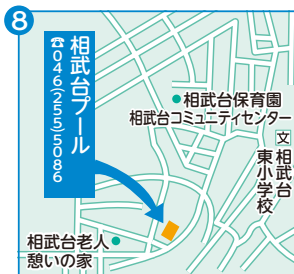 8
相武台プール
☎046(255)5086
相武台保育園
相武台コミュニティセンター
文
相武台
東小学校
相武台老人
憩いの家